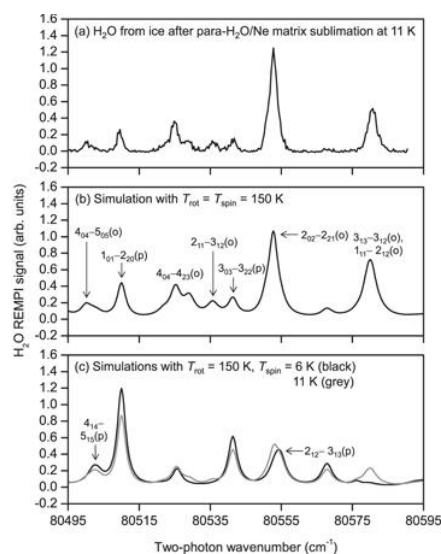 (a) H₂O from ice after para-H₂O/Ne matrix sublimation at 11 K
1.6
1.4
1.2
1.0
0.8
0.6
0.4
0.2
0.0
-0.2
(b) Simulation with Trot = Tspin = 150 K
1.6
1.4
1.2
1.0
0.8
0.6
0.4
0.2
0.0
-0.2
4₀₄–5₀₅(o)
1₀₁–2₂₀(p)
4₀₄–4₂₃(o)
2₁₁–3₁₂(o)
3₀₃–3₂₂(p)
2₀₂–2₂₁(o)
3₁₃–3₁₂(o),
1₁₁–2₁₂(o)
H₂O REMPI signal (arb. units)
(c) Simulations with Trot = 150 K, Tspin = 6 K (black)
11 K (grey)
1.6
1.4
1.2
1.0
0.8
0.6
0.4
0.2
0.0
-0.2
4₁₄–
5₁₅(p)
2₁₂–3₁₃(p)
80495 80515 80535 80555 80575 80595
Two-photon wavenumber (cm⁻¹)